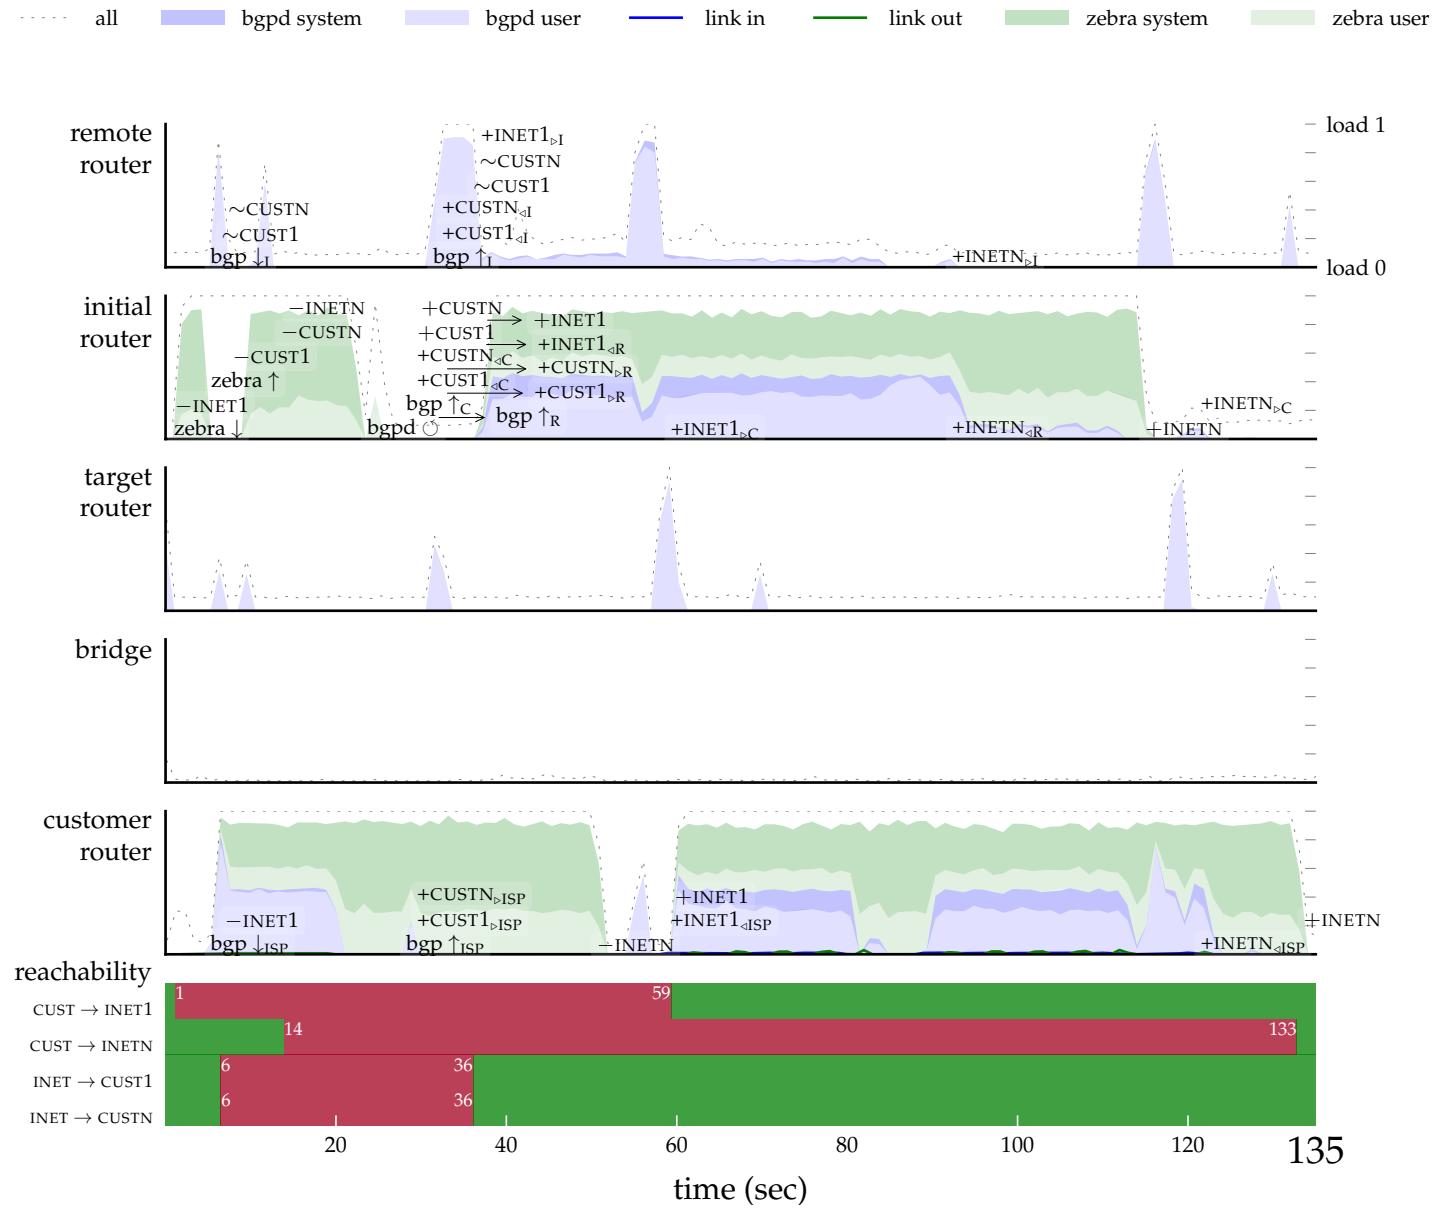 all bgpd system bgpd user link in link out zebra system zebra user
remote router
load 1
load 0
+INET1▹I
∼CUSTN
∼CUST1
+CUSTN◃I
+CUST1◃I
bgp ↑I
∼CUSTN
∼CUST1
bgp ↓I
+INETN▹I
initial router
−INETN
−CUSTN
−CUST1
zebra ↑
−INET1
zebra ↓
bgpd ○
+CUSTN
+CUST1
+CUSTN◃C
+CUST1◃C
bgp ↑C
+INET1
+INET1◃R
+CUSTN▹R
+CUST1▹R
bgp ↑R
+INET1▹C
+INETN◃R
+INETN
+INETN▹C
target router
bridge
customer router
−INET1
bgp ↓ISP
+CUSTN▹ISP
+CUST1▹ISP
bgp ↑ISP
−INETN
+INET1
+INET1◃ISP
+INETN◃ISP
+INETN
reachability
CUST → INET1
1 59
CUST → INETN
14 133
INET → CUST1
6 36
INET → CUSTN
6 36
20 40 60 80 100 120 135
time (sec)